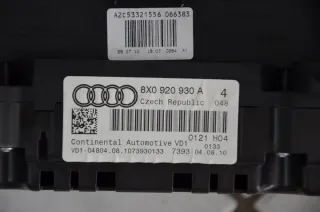 A2C53321556 066383
8X0 920 930 A 4
Czech Republic 048
0121 H04
Continental Automotive VD1 0133
VD1-04804.08.1073930133 7393 04.08.10